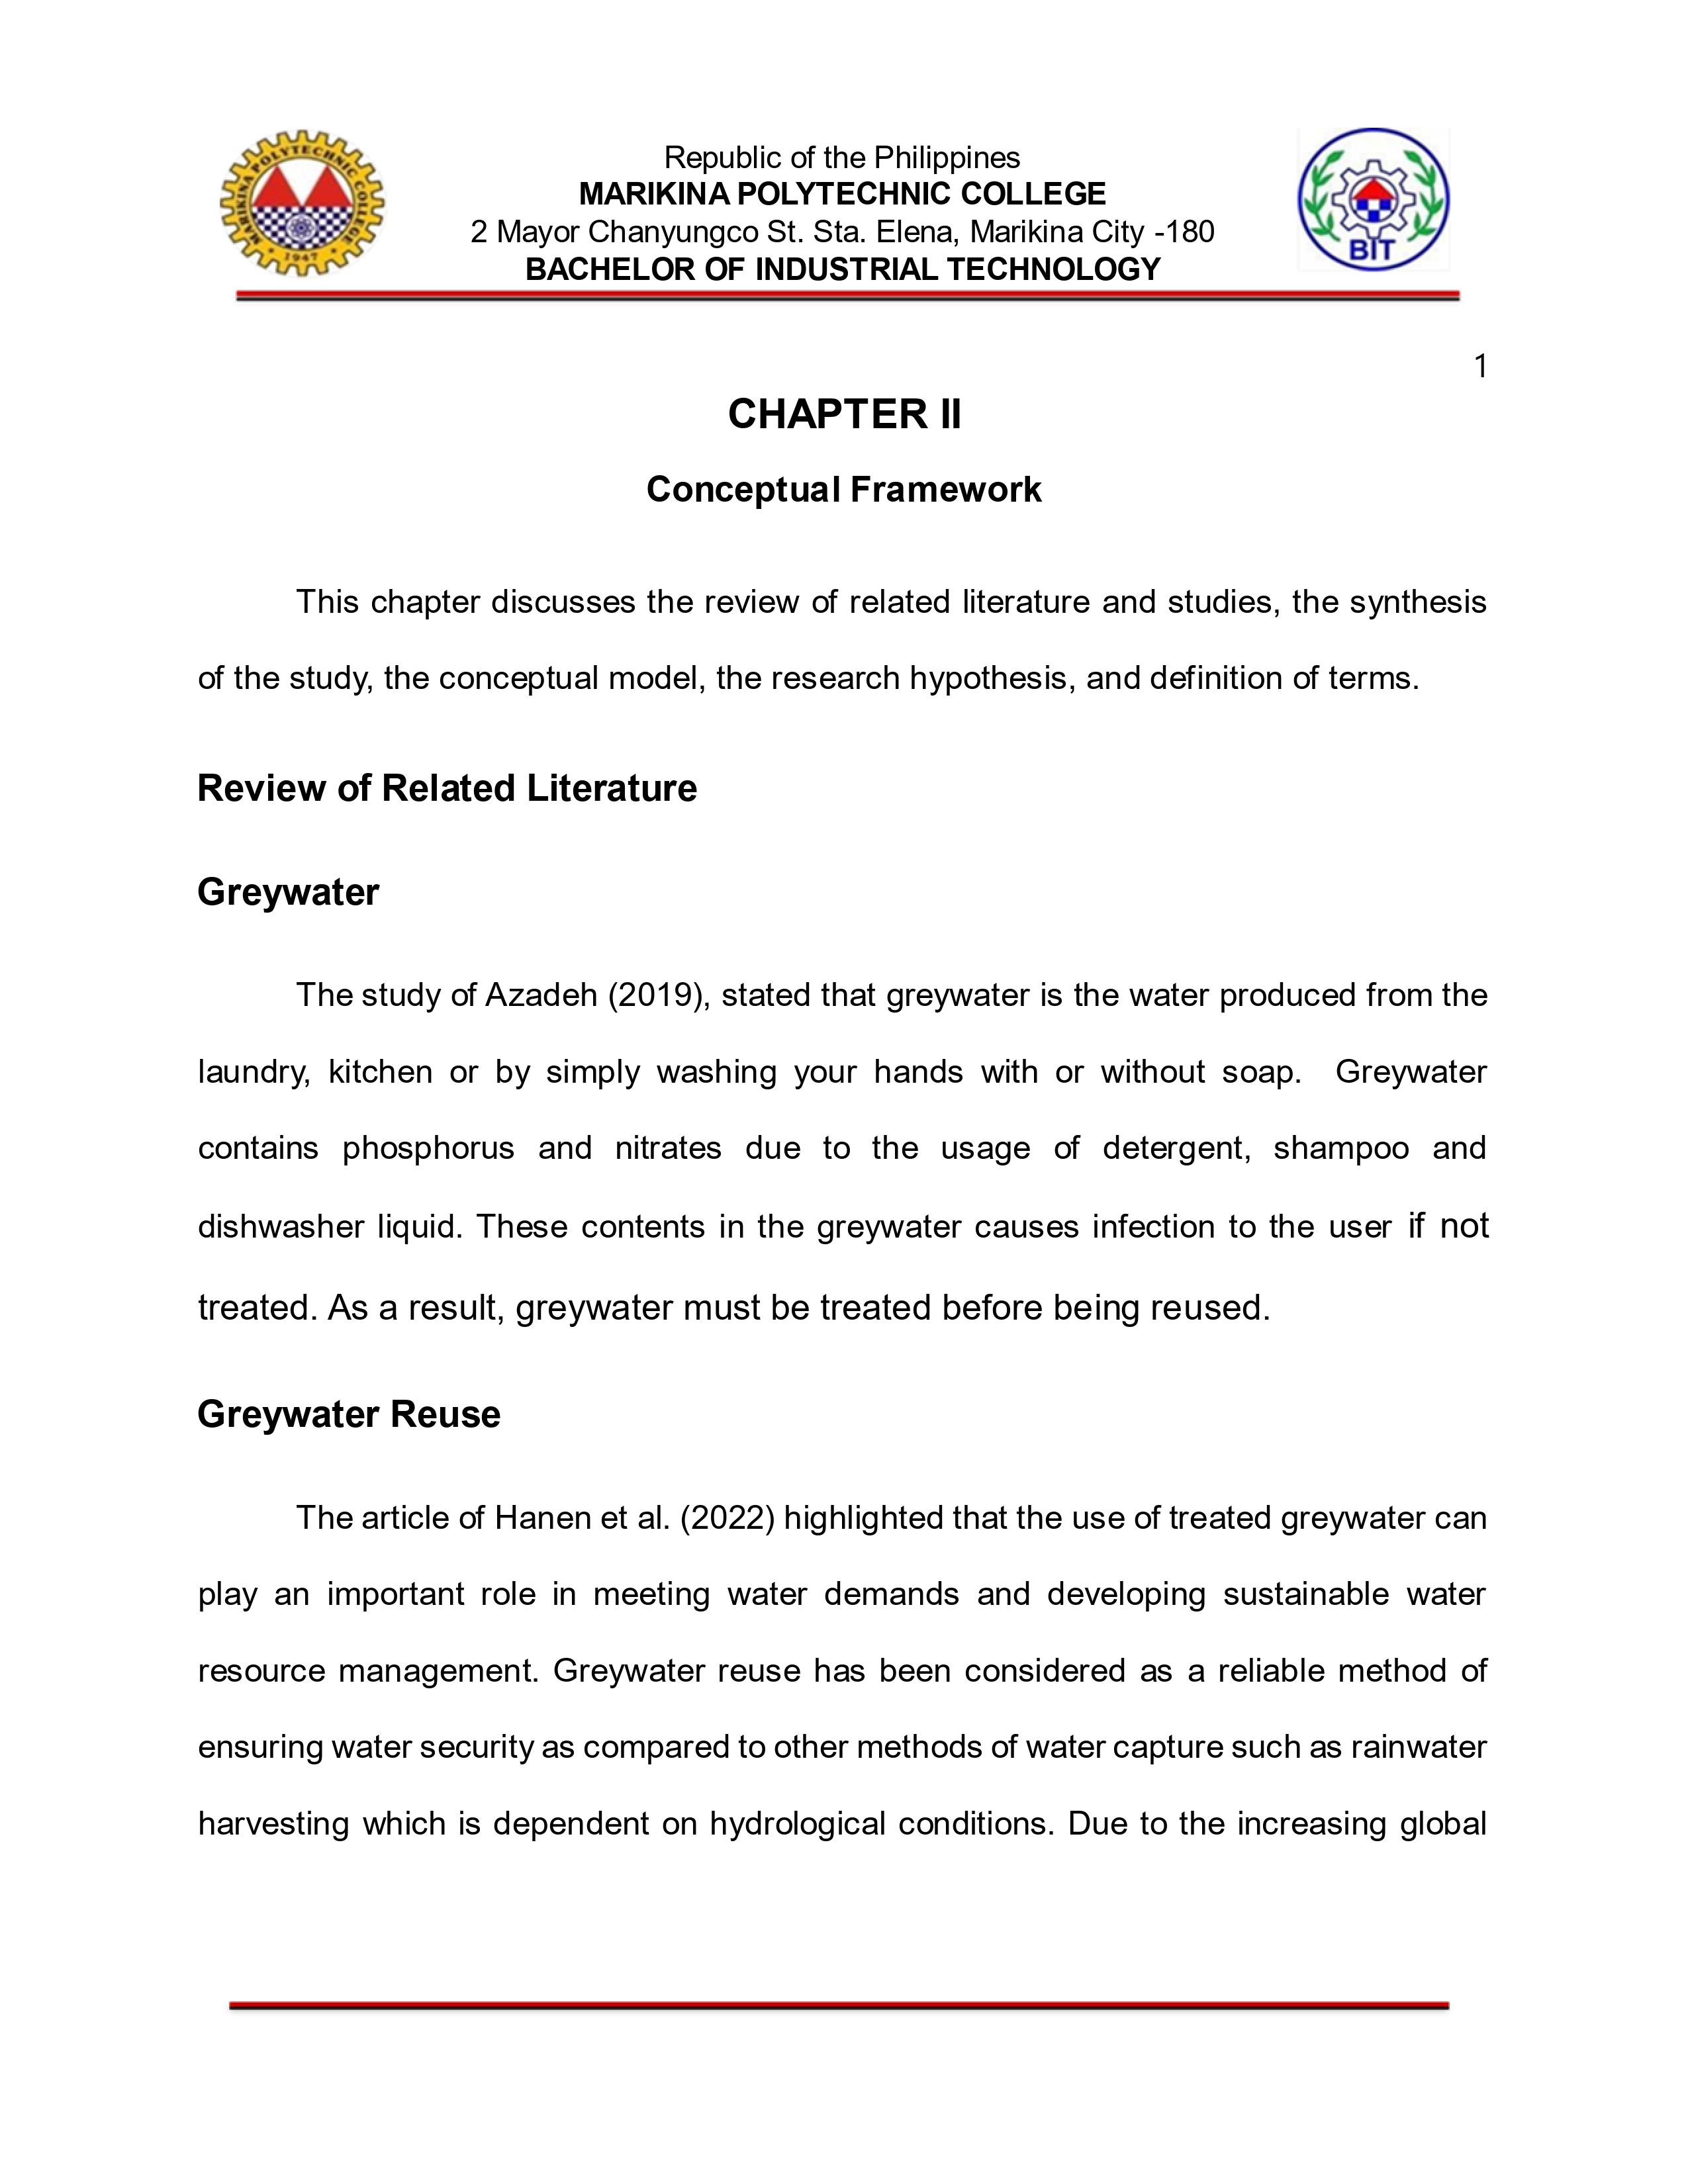 MARIKINA POLYTECHNIC COLLEGE
1947
BIT
Republic of the Philippines
MARIKINA POLYTECHNIC COLLEGE
2 Mayor Chanyungco St. Sta. Elena, Marikina City -180
BACHELOR OF INDUSTRIAL TECHNOLOGY
1
CHAPTER II
Conceptual Framework
This chapter discusses the review of related literature and studies, the synthesis
of the study, the conceptual model, the research hypothesis, and definition of terms.
Review of Related Literature
Greywater
The study of Azadeh (2019), stated that greywater is the water produced from the
laundry, kitchen or by simply washing your hands with or without soap.  Greywater
contains phosphorus and nitrates due to the usage of detergent, shampoo and
dishwasher liquid. These contents in the greywater causes infection to the user if not
treated. As a result, greywater must be treated before being reused.
Greywater Reuse
The article of Hanen et al. (2022) highlighted that the use of treated greywater can
play an important role in meeting water demands and developing sustainable water
resource management. Greywater reuse has been considered as a reliable method of
ensuring water security as compared to other methods of water capture such as rainwater
harvesting which is dependent on hydrological conditions. Due to the increasing global